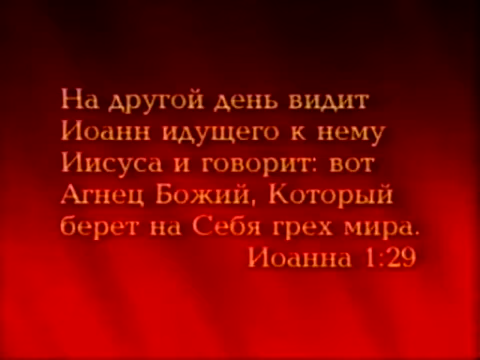 На другой день видит
Иоанн идущего к нему
Иисуса и говорит: вот
Агнец Божий, Который
берет на Себя грех мира.
Иоанна 1:29